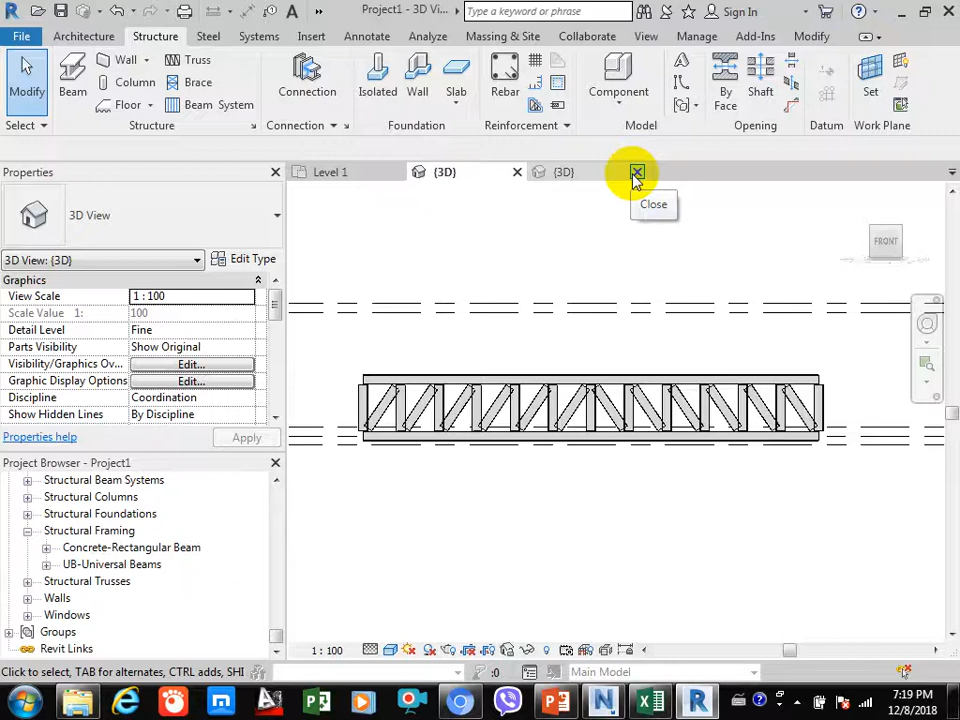 Project1 - 3D View - {3D}
Type a keyword or phrase
Sign In
File
Architecture
Structure
Steel
Systems
Insert
Annotate
Analyze
Massing & Site
Collaborate
View
Manage
Add-Ins
Modify
Modify
Beam
Wall
Column
Floor
Truss
Brace
Beam System
Connection
Isolated
Wall
Slab
Rebar
Component
By Face
Shaft
Set
Select
Structure
Connection
Foundation
Reinforcement
Model
Opening
Datum
Work Plane
Properties
Level 1
{3D}
{3D}
Close
3D View
FRONT
3D View: {3D}
Edit Type
Graphics
View Scale 1 : 100
Scale Value 1: 100
Detail Level Fine
Parts Visibility Show Original
Visibility/Graphics Ov... Edit...
Graphic Display Options Edit...
Discipline Coordination
Show Hidden Lines By Discipline
Properties help
Apply
Project Browser - Project1
Structural Beam Systems
Structural Columns
Structural Foundations
Structural Framing
Concrete-Rectangular Beam
UB-Universal Beams
Structural Trusses
Walls
Windows
Groups
Revit Links
1 : 100
Click to select, TAB for alternates, CTRL adds, SHI
:0
Main Model
7:19 PM
12/8/2018